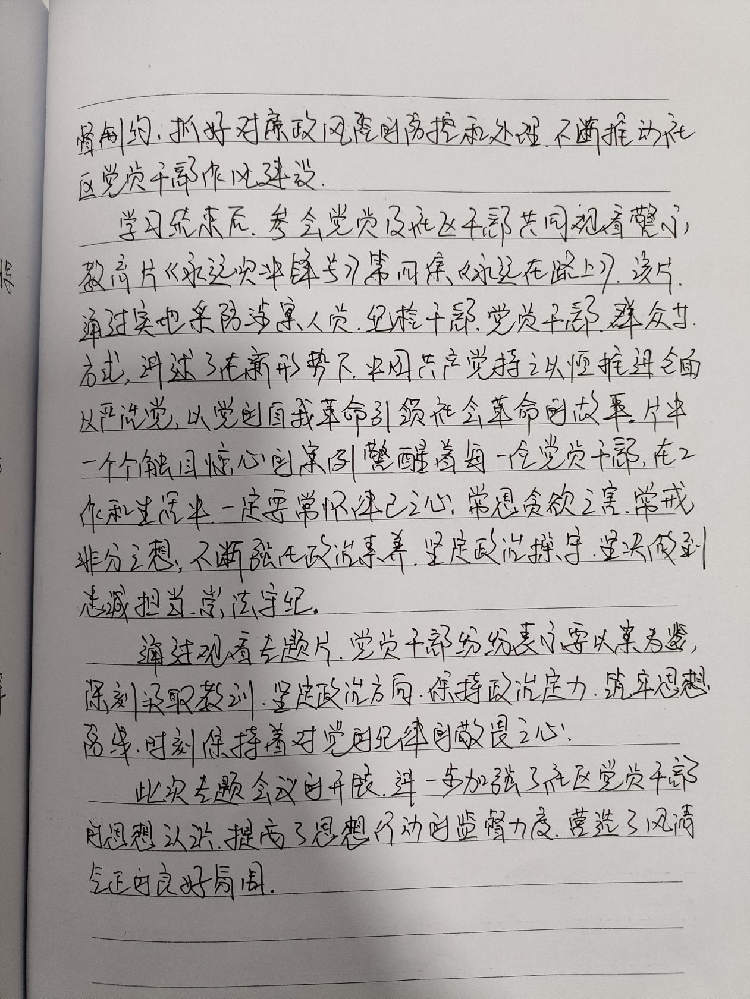 督制约,抓好对廉政风险的防控和处理.不断推动社
区党员干部作风建设.
学习结束后.参会党员及社区干部共同观看警示
教育片《永远吹冲锋号》第四集《永远在路上》.该片.
通过实地采防涉案人员.纪检干部.党员干部.群众廿.
方式,讲述了在新形势下.中国共产党持之以恒推进全面
从严治党,以党的自我革命引领社会革命的故事.片中
一个个触目惊心的案例警醒着每一位党员干部,在工
作和生活中.一定要常怀律己之心,常思贪欲之害.常戒
非分之想,不断强化政治素养.坚定政治操守.坚决做到
忠诚担当.崇法守纪.
通过观看专题片.党员干部纷纷表示要以案为鉴,
深刻汲取教训.坚定政治方向.保持政治定力.筑牢思想
防线.时刻保持着对党的纪律的敬畏之心.
此次专题会议的开展.进一步加强了社区党员干部
的思想认识.提高了思想行动的监督力度.营造了风清
气正的良好局周.